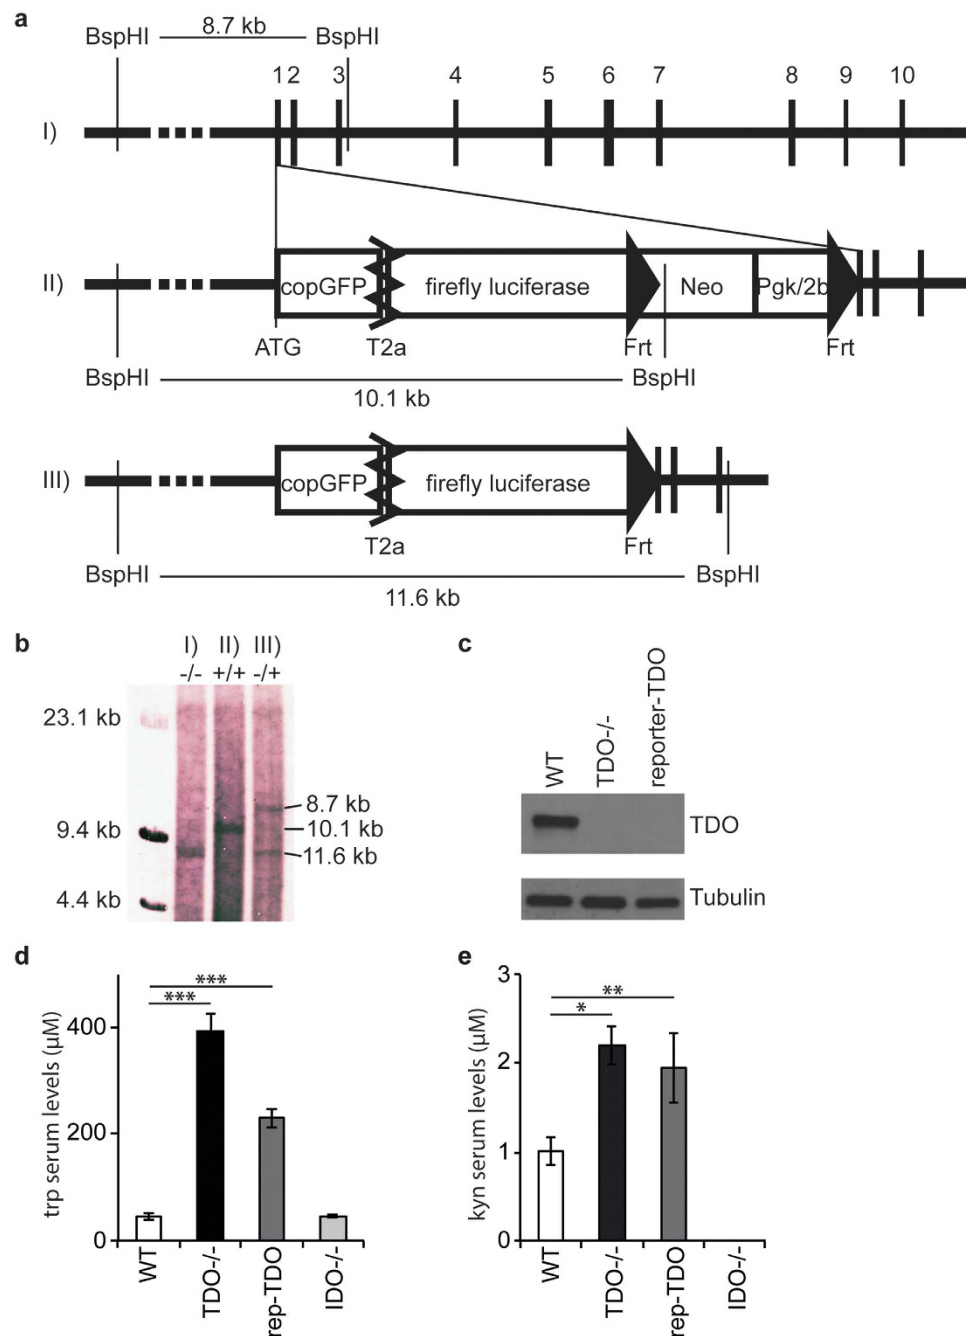 a
BspHI 8.7 kb BspHI
1 2 3 4 5 6 7 8 9 10
I)
II) copGFP firefly luciferase Neo Pgk/2b
ATG T2a Frt Frt
BspHI BspHI
10.1 kb
III) copGFP firefly luciferase
T2a Frt
BspHI BspHI
11.6 kb
b
I) II) III)
-/- +/+ -/+
23.1 kb
9.4 kb
4.4 kb
8.7 kb
10.1 kb
11.6 kb
c
WT TDO-/- reporter-TDO
TDO
Tubulin
d
trp serum levels (µM)
400
200
0
***
***
WT TDO-/- rep-TDO IDO-/-
e
kyn serum levels (µM)
3
2
1
0
**
*
WT TDO-/- rep-TDO IDO-/-